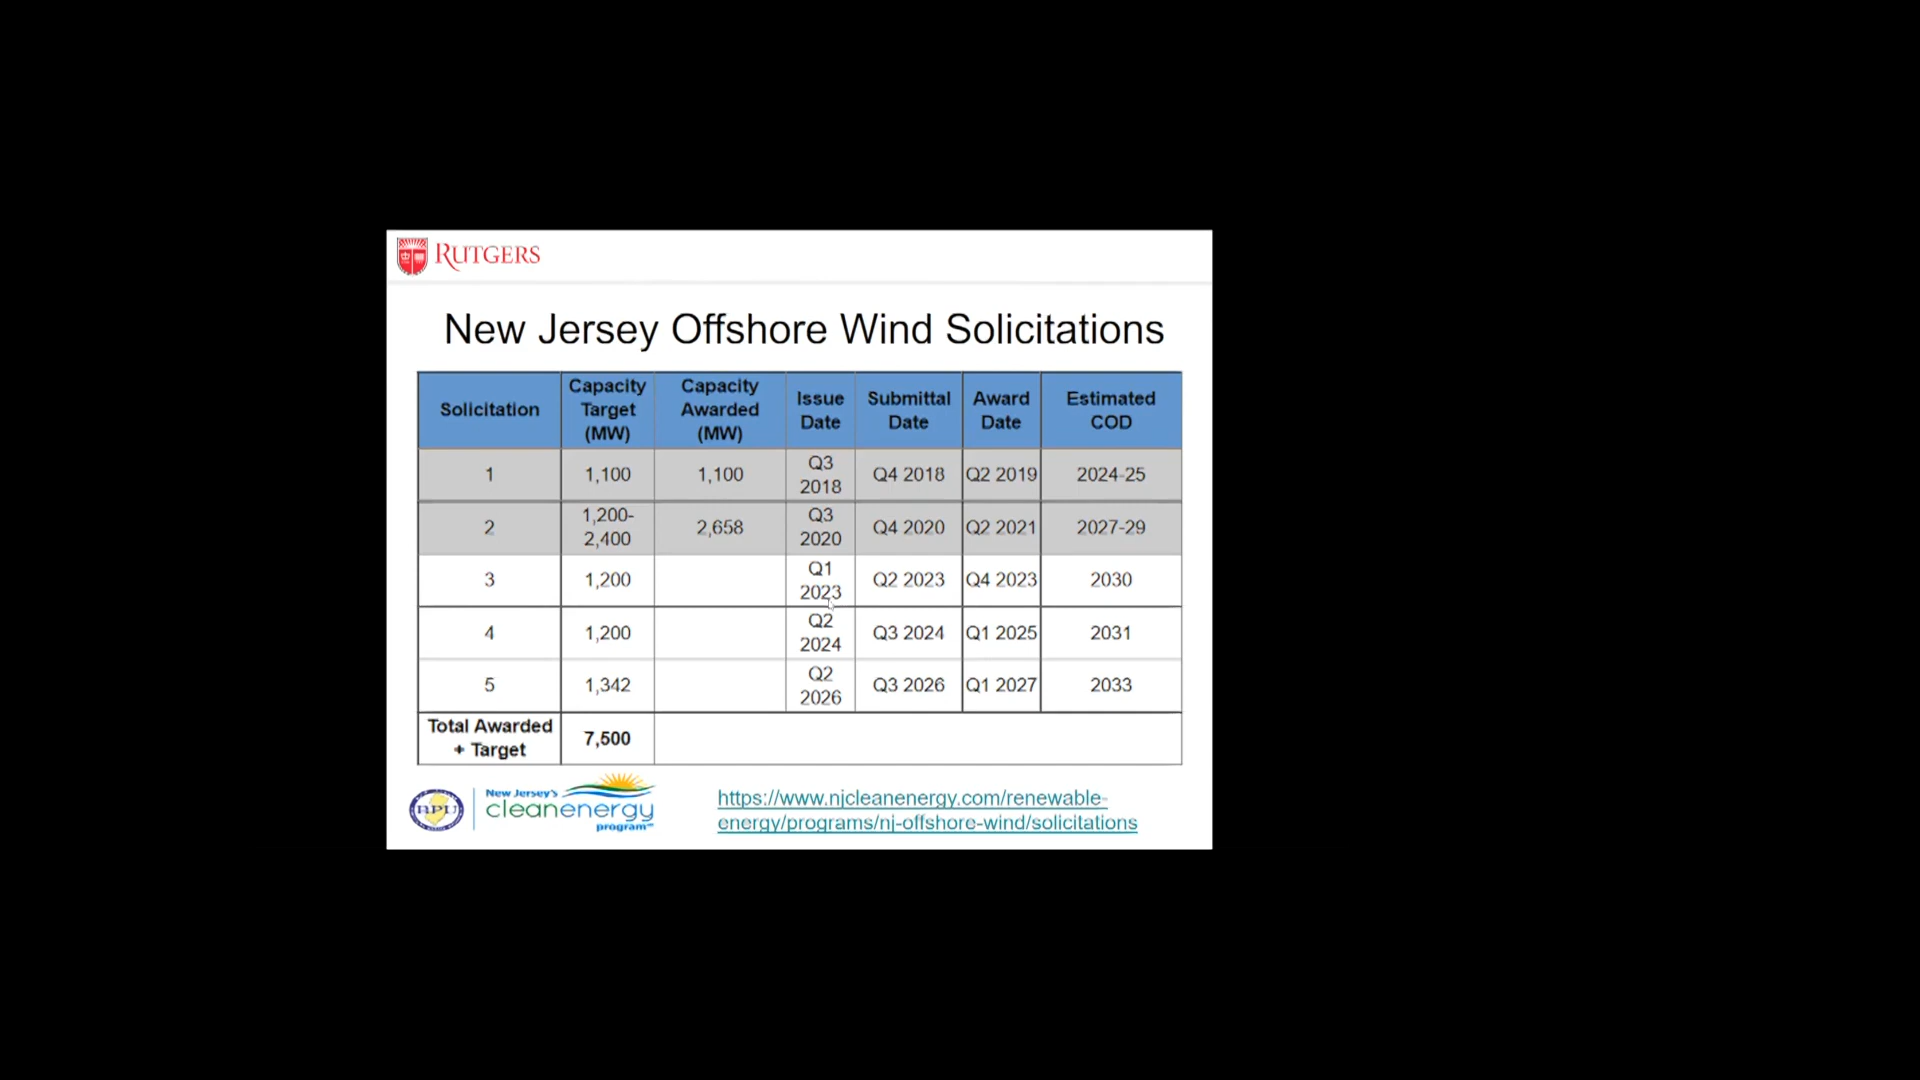 RUTGERS
New Jersey Offshore Wind Solicitations
Solicitation
Capacity
Target
(MW)
Capacity
Awarded
(MW)
Issue
Date
Submittal
Date
Award
Date
Estimated
COD
1
1,100
1,100
Q3
2018
Q4 2018
Q2 2019
2024-25
2
1,200-
2,400
2,658
Q3
2020
Q4 2020
Q2 2021
2027-29
3
1,200
Q1
2023
Q2 2023
Q4 2023
2030
4
1,200
Q2
2024
Q3 2024
Q1 2025
2031
5
1,342
Q2
2026
Q3 2026
Q1 2027
2033
Total Awarded
+ Target
7,500
BPU
New Jersey's
cleanenergy
program
https://www.njcleanenergy.com/renewable-
energy/programs/nj-offshore-wind/solicitations